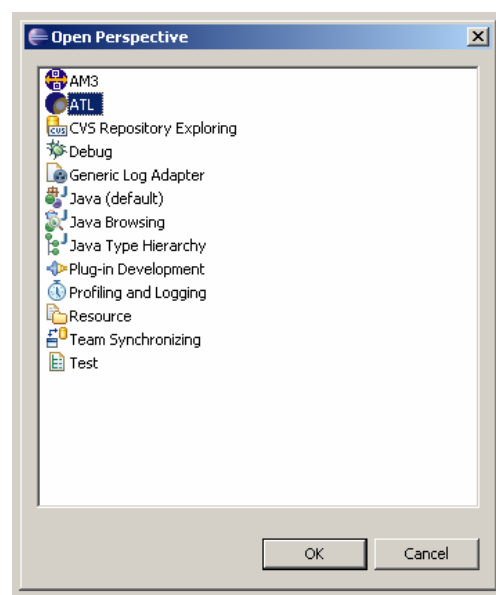 Open Perspective
AM3
ATL
CVS CVS Repository Exploring
Debug
Generic Log Adapter
Java (default)
Java Browsing
Java Type Hierarchy
Plug-in Development
Profiling and Logging
Resource
Team Synchronizing
Test
OK Cancel